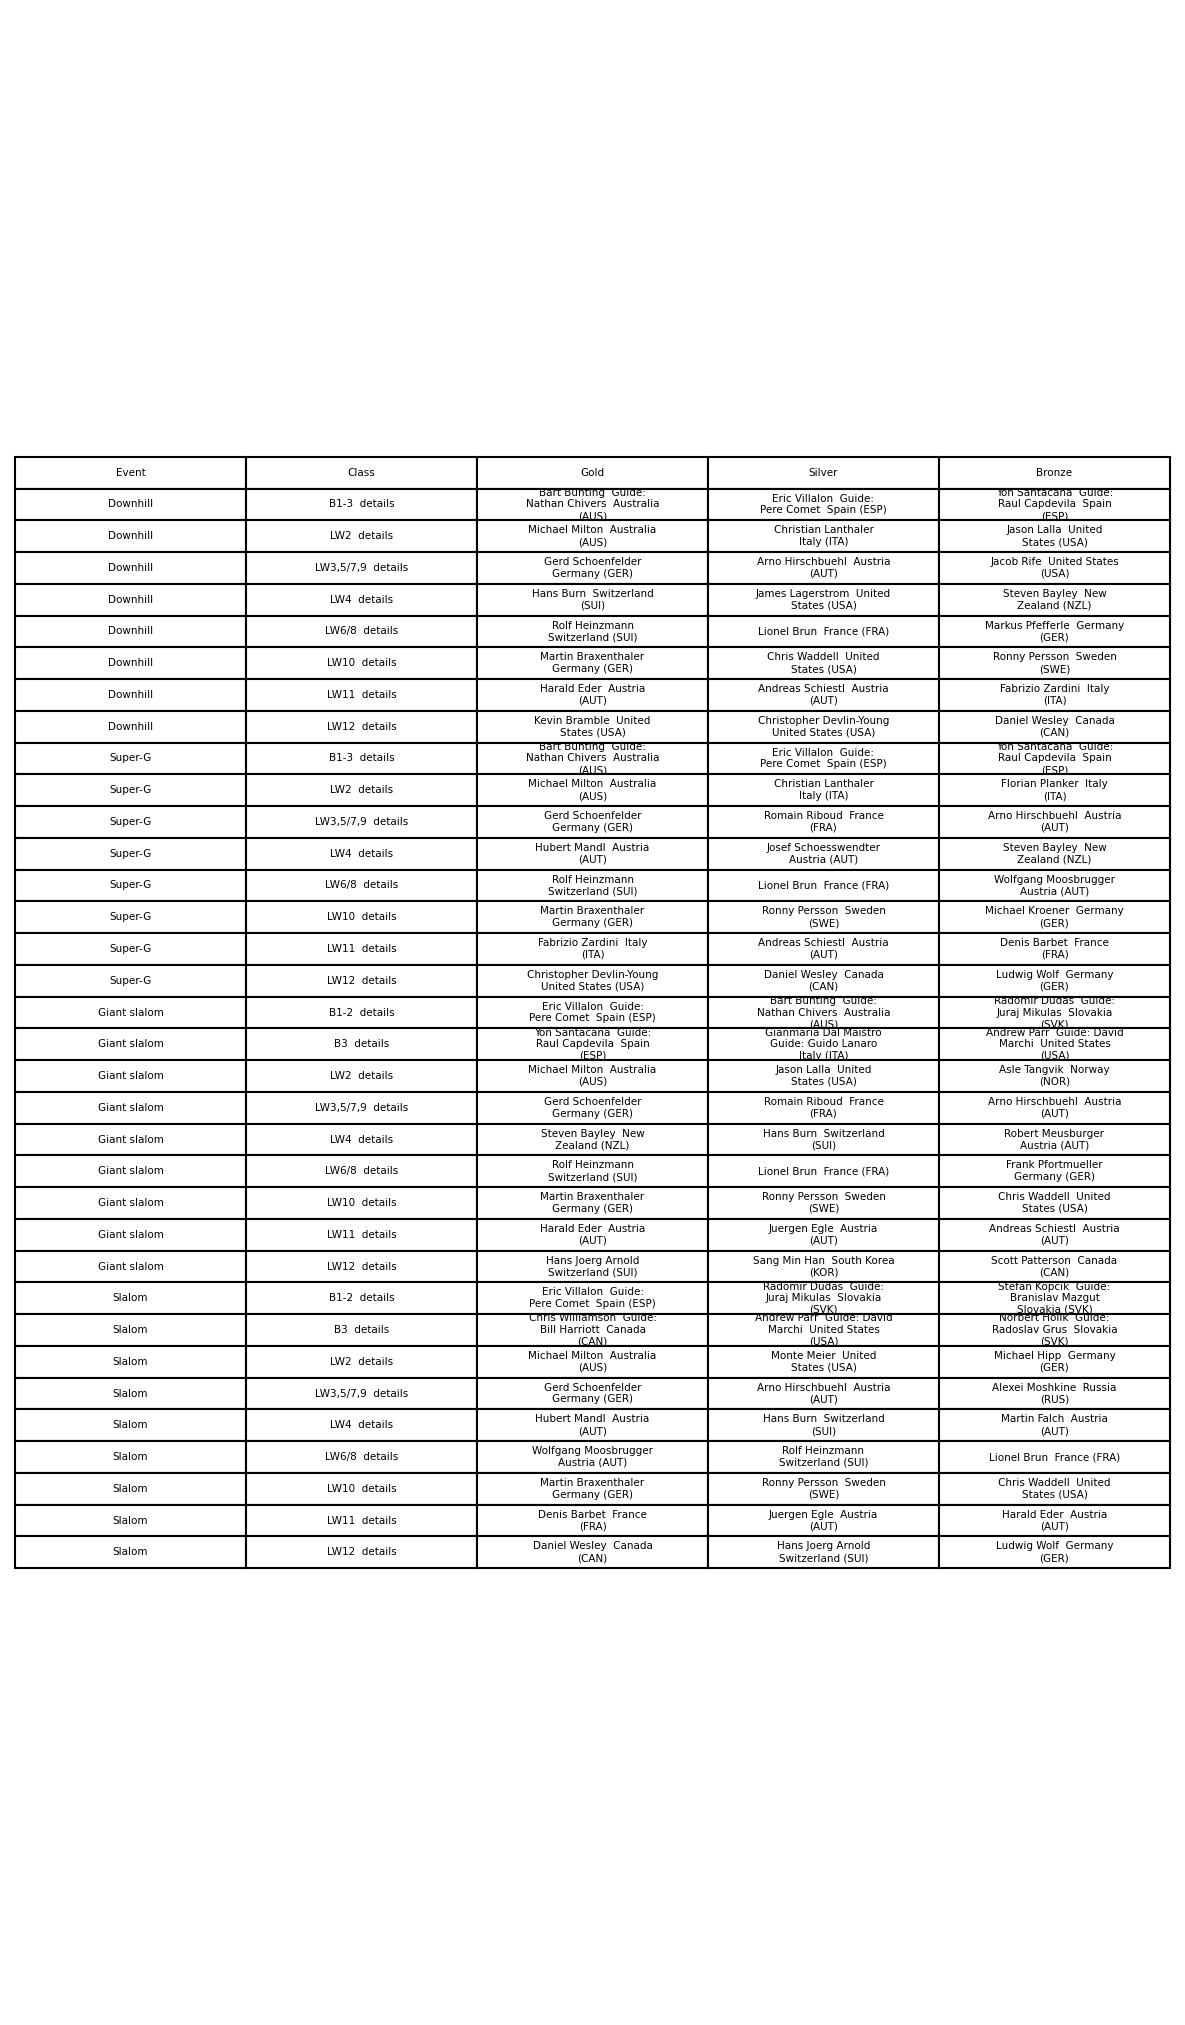 Event Class Gold Silver Bronze
Downhill B1-3  details Bart Bunting  Guide: Nathan Chivers  Australia (AUS) Eric Villalon  Guide: Pere Comet  Spain (ESP) Yon Santacana  Guide: Raul Capdevila  Spain (ESP)
Downhill LW2  details Michael Milton  Australia (AUS) Christian Lanthaler Italy (ITA) Jason Lalla  United States (USA)
Downhill LW3,5/7,9  details Gerd Schoenfelder Germany (GER) Arno Hirschbuehl  Austria (AUT) Jacob Rife  United States (USA)
Downhill LW4  details Hans Burn  Switzerland (SUI) James Lagerstrom  United States (USA) Steven Bayley  New Zealand (NZL)
Downhill LW6/8  details Rolf Heinzmann Switzerland (SUI) Lionel Brun  France (FRA) Markus Pfefferle  Germany (GER)
Downhill LW10  details Martin Braxenthaler Germany (GER) Chris Waddell  United States (USA) Ronny Persson  Sweden (SWE)
Downhill LW11  details Harald Eder  Austria (AUT) Andreas Schiestl  Austria (AUT) Fabrizio Zardini  Italy (ITA)
Downhill LW12  details Kevin Bramble  United States (USA) Christopher Devlin-Young United States (USA) Daniel Wesley  Canada (CAN)
Super-G B1-3  details Bart Bunting  Guide: Nathan Chivers  Australia (AUS) Eric Villalon  Guide: Pere Comet  Spain (ESP) Yon Santacana  Guide: Raul Capdevila  Spain (ESP)
Super-G LW2  details Michael Milton  Australia (AUS) Christian Lanthaler Italy (ITA) Florian Planker  Italy (ITA)
Super-G LW3,5/7,9  details Gerd Schoenfelder Germany (GER) Romain Riboud  France (FRA) Arno Hirschbuehl  Austria (AUT)
Super-G LW4  details Hubert Mandl  Austria (AUT) Josef Schoesswendter Austria (AUT) Steven Bayley  New Zealand (NZL)
Super-G LW6/8  details Rolf Heinzmann Switzerland (SUI) Lionel Brun  France (FRA) Wolfgang Moosbrugger Austria (AUT)
Super-G LW10  details Martin Braxenthaler Germany (GER) Ronny Persson  Sweden (SWE) Michael Kroener  Germany (GER)
Super-G LW11  details Fabrizio Zardini  Italy (ITA) Andreas Schiestl  Austria (AUT) Denis Barbet  France (FRA)
Super-G LW12  details Christopher Devlin-Young United States (USA) Daniel Wesley  Canada (CAN) Ludwig Wolf  Germany (GER)
Giant slalom B1-2  details Eric Villalon  Guide: Pere Comet  Spain (ESP) Bart Bunting  Guide: Nathan Chivers  Australia (AUS) Radomir Dudas  Guide: Juraj Mikulas  Slovakia (SVK)
Giant slalom B3  details Yon Santacana  Guide: Raul Capdevila  Spain (ESP) Gianmaria Dal Maistro Guide: Guido Lanaro Italy (ITA) Andrew Parr  Guide: David Marchi  United States (USA)
Giant slalom LW2  details Michael Milton  Australia (AUS) Jason Lalla  United States (USA) Asle Tangvik  Norway (NOR)
Giant slalom LW3,5/7,9  details Gerd Schoenfelder Germany (GER) Romain Riboud  France (FRA) Arno Hirschbuehl  Austria (AUT)
Giant slalom LW4  details Steven Bayley  New Zealand (NZL) Hans Burn  Switzerland (SUI) Robert Meusburger Austria (AUT)
Giant slalom LW6/8  details Rolf Heinzmann Switzerland (SUI) Lionel Brun  France (FRA) Frank Pfortmueller Germany (GER)
Giant slalom LW10  details Martin Braxenthaler Germany (GER) Ronny Persson  Sweden (SWE) Chris Waddell  United States (USA)
Giant slalom LW11  details Harald Eder  Austria (AUT) Juergen Egle  Austria (AUT) Andreas Schiestl  Austria (AUT)
Giant slalom LW12  details Hans Joerg Arnold Switzerland (SUI) Sang Min Han  South Korea (KOR) Scott Patterson  Canada (CAN)
Slalom B1-2  details Eric Villalon  Guide: Pere Comet  Spain (ESP) Radomir Dudas  Guide: Juraj Mikulas  Slovakia (SVK) Stefan Kopcik  Guide: Branislav Mazgut Slovakia (SVK)
Slalom B3  details Chris Williamson  Guide: Bill Harriott  Canada (CAN) Andrew Parr  Guide: David Marchi  United States (USA) Norbert Holik  Guide: Radoslav Grus  Slovakia (SVK)
Slalom LW2  details Michael Milton  Australia (AUS) Monte Meier  United States (USA) Michael Hipp  Germany (GER)
Slalom LW3,5/7,9  details Gerd Schoenfelder Germany (GER) Arno Hirschbuehl  Austria (AUT) Alexei Moshkine  Russia (RUS)
Slalom LW4  details Hubert Mandl  Austria (AUT) Hans Burn  Switzerland (SUI) Martin Falch  Austria (AUT)
Slalom LW6/8  details Wolfgang Moosbrugger Austria (AUT) Rolf Heinzmann Switzerland (SUI) Lionel Brun  France (FRA)
Slalom LW10  details Martin Braxenthaler Germany (GER) Ronny Persson  Sweden (SWE) Chris Waddell  United States (USA)
Slalom LW11  details Denis Barbet  France (FRA) Juergen Egle  Austria (AUT) Harald Eder  Austria (AUT)
Slalom LW12  details Daniel Wesley  Canada (CAN) Hans Joerg Arnold Switzerland (SUI) Ludwig Wolf  Germany (GER)